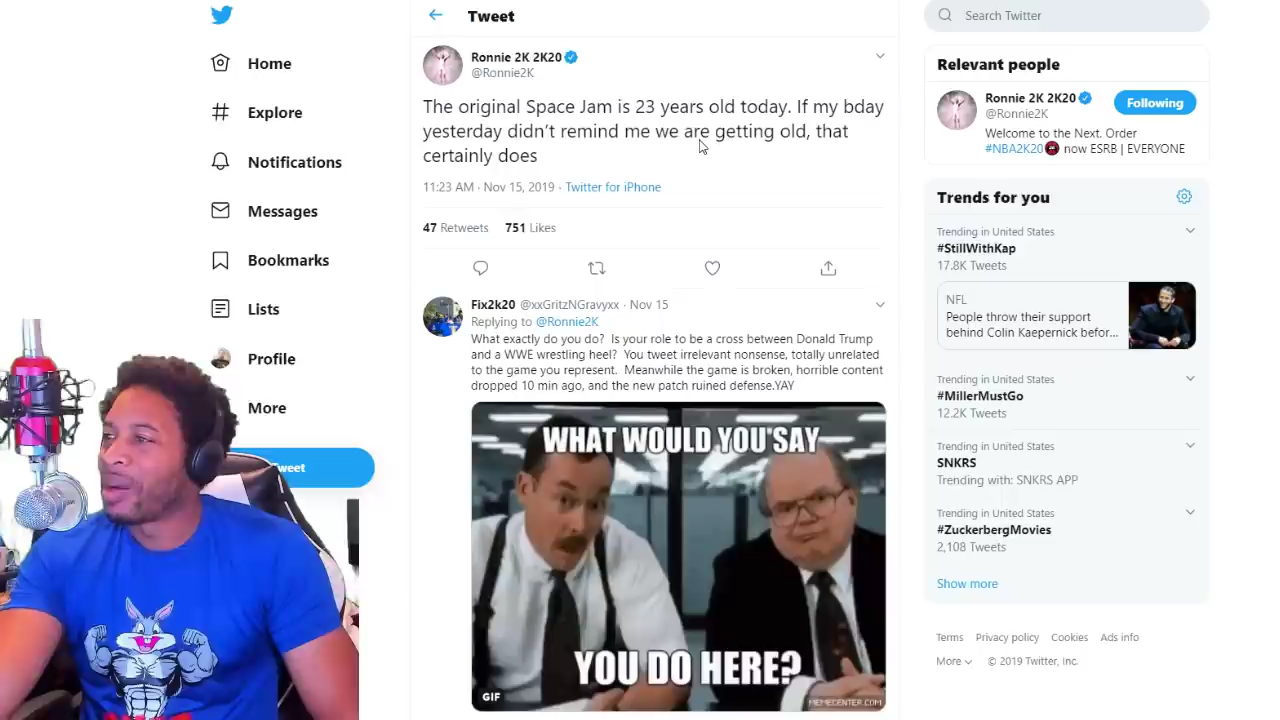 Home
Explore
Notifications
Messages
Bookmarks
Lists
Profile
More
Tweet
Tweet
Ronnie 2K 2K20
@Ronnie2K
The original Space Jam is 23 years old today. If my bday
yesterday didn't remind me we are getting old, that
certainly does
11:23 AM · Nov 15, 2019 · Twitter for iPhone
47 Retweets 751 Likes
Fix2k20 @xxGritzNGravyxx · Nov 15
Replying to @Ronnie2K
What exactly do you do? Is your role to be a cross between Donald Trump
and a WWE wrestling heel? You tweet irrelevant nonsense, totally unrelated
to the game you represent. Meanwhile the game is broken, horrible content
dropped 10 min ago, and the new patch ruined defense.YAY
WHAT WOULD YOU SAY
YOU DO HERE?
GIF
MEMECENTER.COM
Search Twitter
Relevant people
Ronnie 2K 2K20
@Ronnie2K
Following
Welcome to the Next. Order
#NBA2K20 now ESRB | EVERYONE
Trends for you
Trending in United States
#StillWithKap
17.8K Tweets
NFL
People throw their support
behind Colin Kaepernick befor...
Trending in United States
#MillerMustGo
12.2K Tweets
Trending in United States
SNKRS
Trending with: SNKRS APP
Trending in United States
#ZuckerbergMovies
2,108 Tweets
Show more
Terms Privacy policy Cookies Ads info
More © 2019 Twitter, Inc.